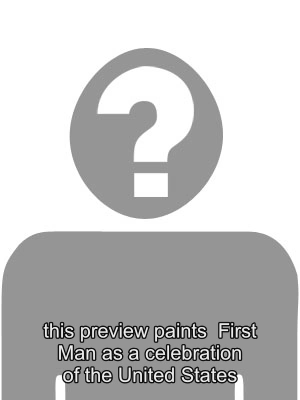 ?
this preview paints  First
Man as a celebration
of the United States